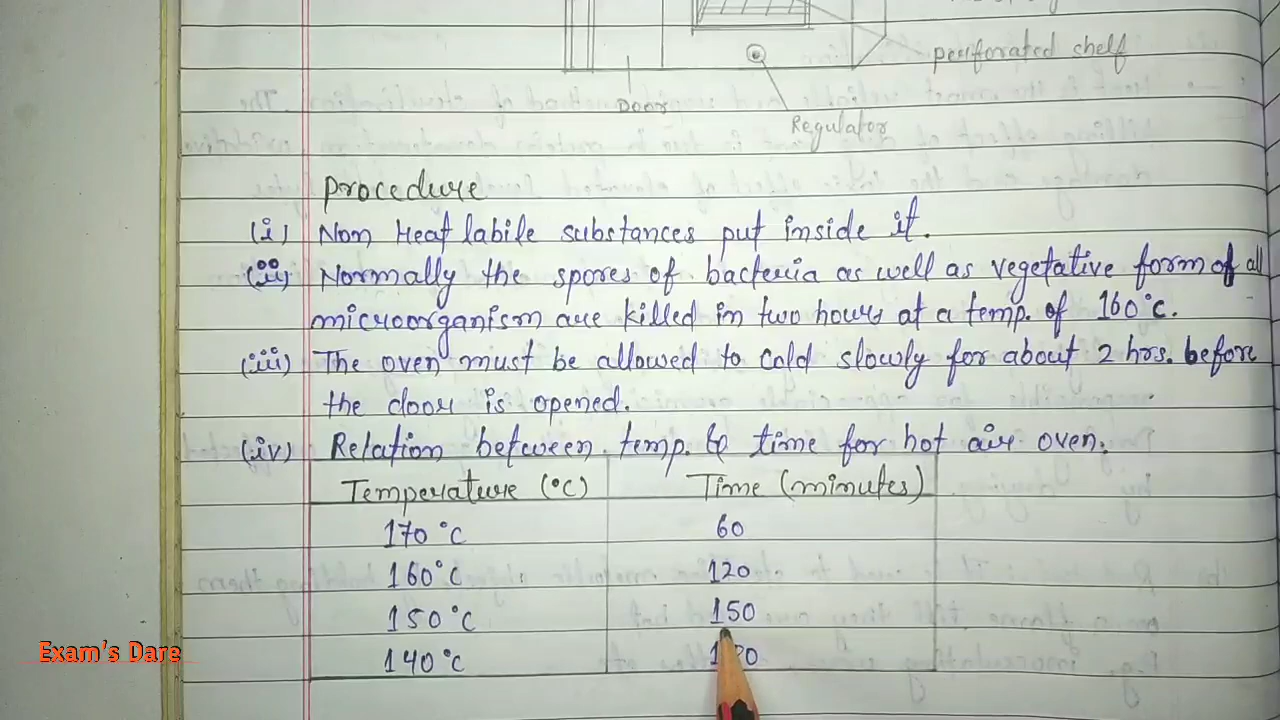 perforated shelf
Door
Regulator
Procedure
(i) Non Heat labile substances put inside it.
(ii) Normally the spores of bacteria as well as vegetative form of all
microorganism are killed in two hours at a temp. of 160°C.
(iii) The oven must be allowed to cold slowly for about 2 hrs. before
the door is opened.
(iv) Relation between temp. & time for hot air oven.
Temperature (°C) Time (minutes)
170°C 60
160°C 120
150°C 150
140°C
Exam's Dare